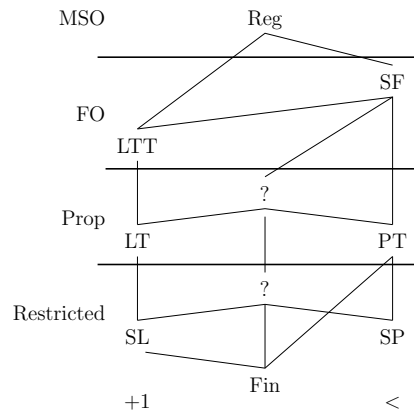 MSO Reg
SF
FO
LTT
?
Prop
LT PT
?
Restricted
SL SP
Fin
+1 <